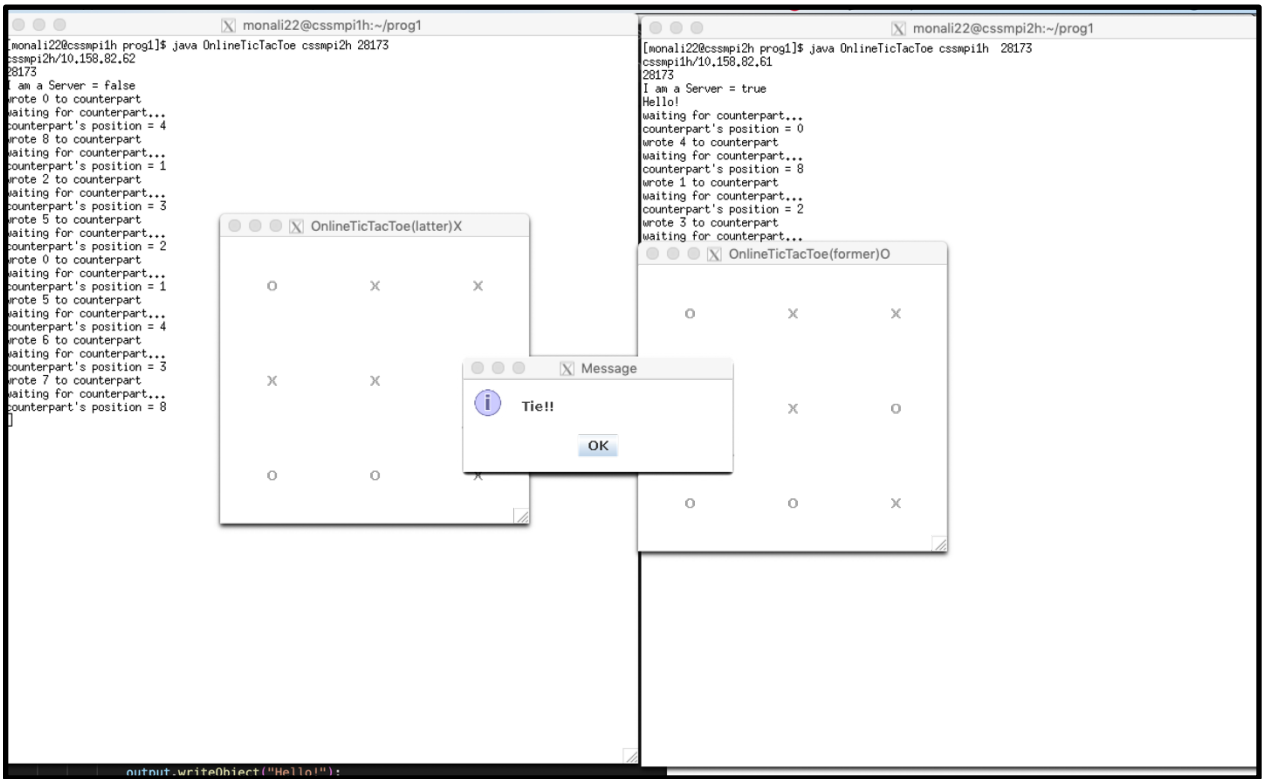 monali22@cssmpi1h:~/prog1
[monali22@cssmpi1h prog1]$ java OnlineTicTacToe cssmpi2h 28173
cssmpi2h/10.158.82.62
28173
I am a Server = false
wrote 0 to counterpart
waiting for counterpart...
counterpart's position = 4
wrote 8 to counterpart
waiting for counterpart...
counterpart's position = 1
wrote 2 to counterpart
waiting for counterpart...
counterpart's position = 3
wrote 5 to counterpart
waiting for counterpart...
counterpart's position = 2
wrote 0 to counterpart
waiting for counterpart...
counterpart's position = 1
wrote 5 to counterpart
waiting for counterpart...
counterpart's position = 4
wrote 6 to counterpart
waiting for counterpart...
counterpart's position = 3
wrote 7 to counterpart
waiting for counterpart...
counterpart's position = 8
OnlineTicTacToe(latter)X
O X X
X X
O O X
monali22@cssmpi2h:~/prog1
[monali22@cssmpi2h prog1]$ java OnlineTicTacToe cssmpi1h  28173
cssmpi1h/10.158.82.61
28173
I am a Server = true
Hello!
waiting for counterpart...
counterpart's position = 0
wrote 4 to counterpart
waiting for counterpart...
counterpart's position = 8
wrote 1 to counterpart
waiting for counterpart...
counterpart's position = 2
wrote 3 to counterpart
waiting for counterpart...
OnlineTicTacToe(former)O
O X X
X O
O O X
Message
Tie!!
OK
output.writeObject("Hello!");